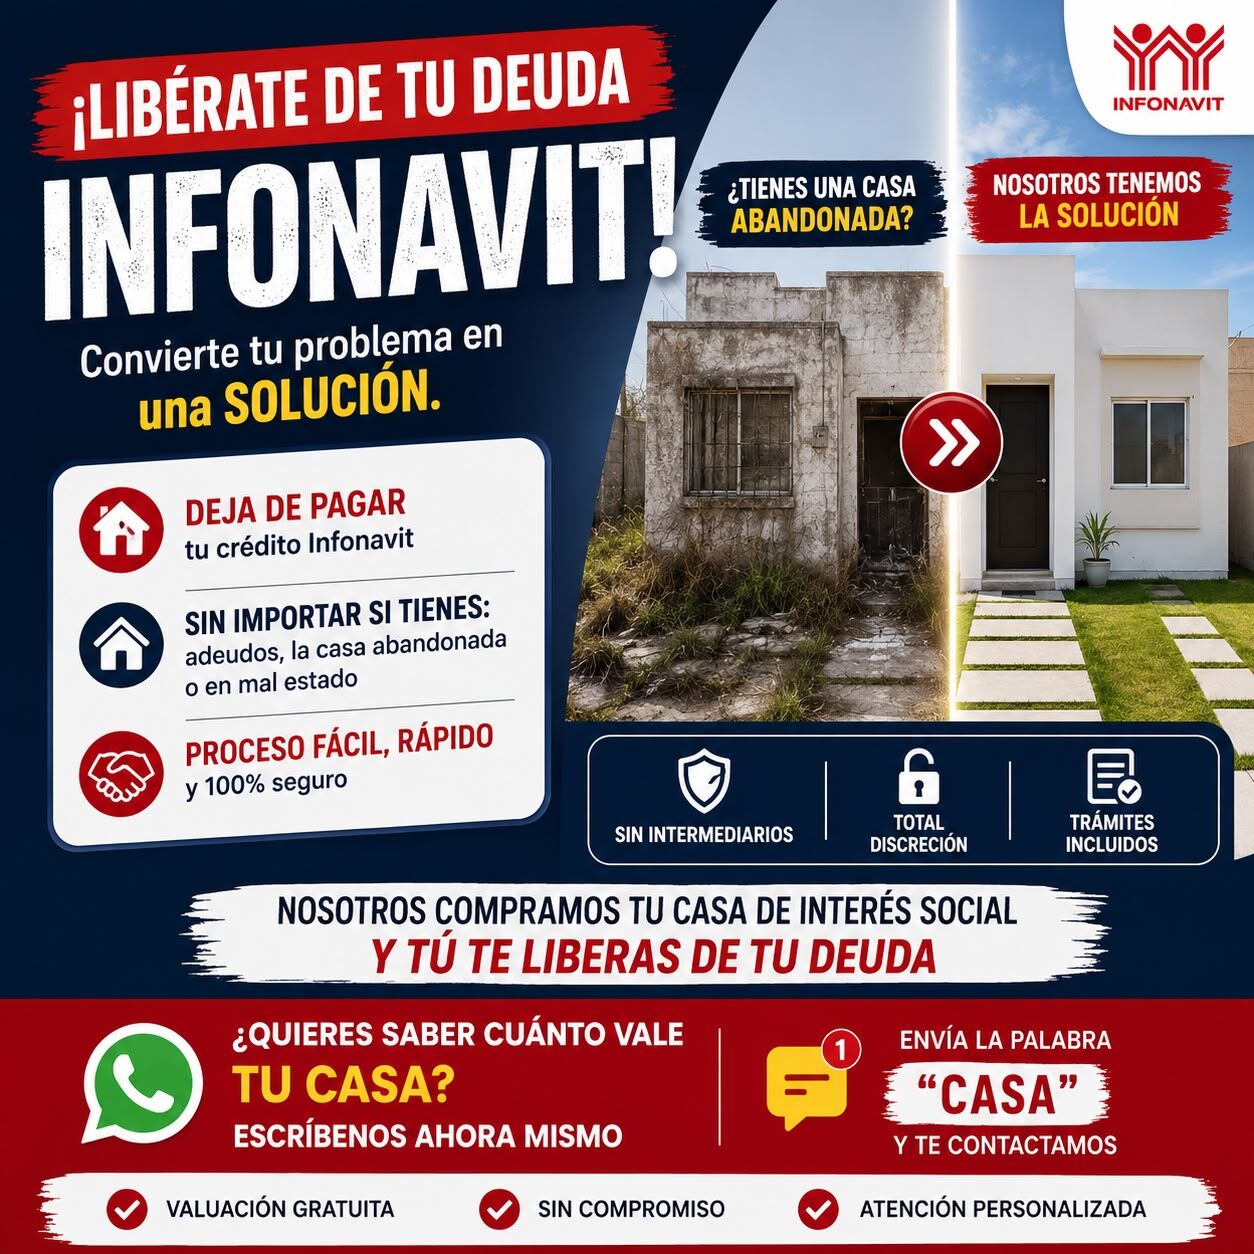 ¡LIBÉRATE DE TU DEUDA
INFONAVIT!
Convierte tu problema en
una SOLUCIÓN.
INFONAVIT
¿TIENES UNA CASA
ABANDONADA?
NOSOTROS TENEMOS
LA SOLUCIÓN
DEJA DE PAGAR
tu crédito Infonavit
SIN IMPORTAR SI TIENES:
adeudos, la casa abandonada
o en mal estado
PROCESO FÁCIL, RÁPIDO
y 100% seguro
SIN INTERMEDIARIOS
TOTAL
DISCRECIÓN
TRÁMITES
INCLUIDOS
NOSOTROS COMPRAMOS TU CASA DE INTERÉS SOCIAL
Y TÚ TE LIBERAS DE TU DEUDA
¿QUIERES SABER CUÁNTO VALE
TU CASA?
ESCRÍBENOS AHORA MISMO
1
ENVÍA LA PALABRA
“CASA”
Y TE CONTACTAMOS
VALUACIÓN GRATUITA
SIN COMPROMISO
ATENCIÓN PERSONALIZADA